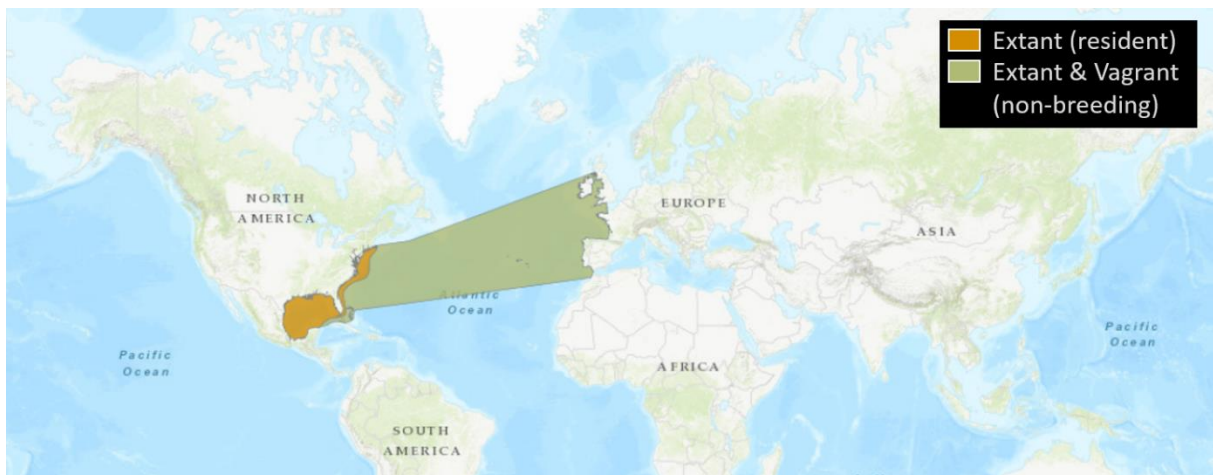 Extant (resident)
Extant & Vagrant
(non-breeding)
NORTH
AMERICA
EUROPE
ASIA
Atlantic
Ocean
Pacific
Ocean
Pacific
Ocean
AFRICA
SOUTH
AMERICA